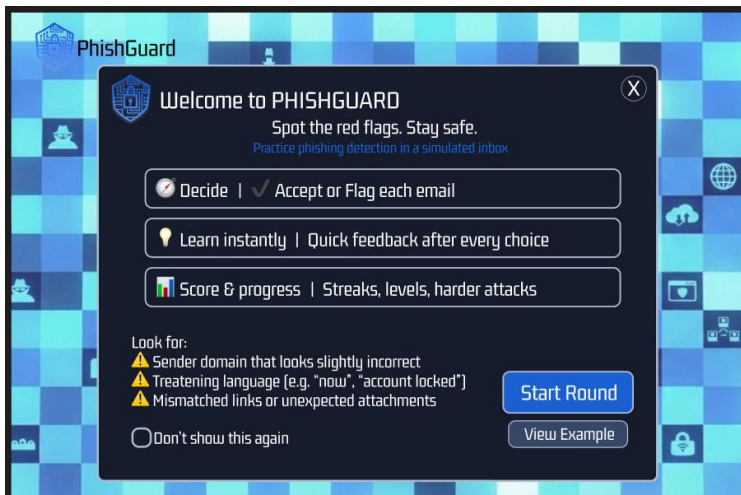 PhishGuard
Welcome to PHISHGUARD
X
Spot the red flags. Stay safe.
Practice phishing detection in a simulated inbox
Decide | ✓ Accept or Flag each email
Learn instantly | Quick feedback after every choice
Score & progress | Streaks, levels, harder attacks
Look for:
Sender domain that looks slightly incorrect
Treatening language (e.g. “now”, “account locked”)
Mismatched links or unexpected attachments
Start Round
Don't show this again
View Example